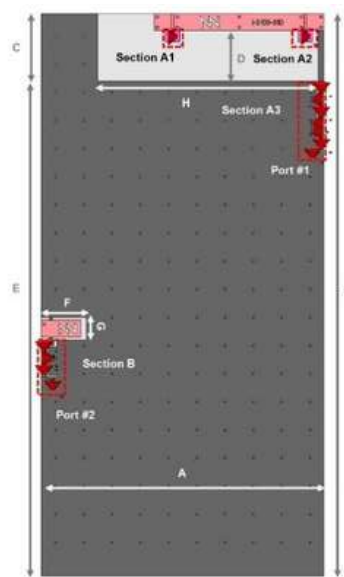 C
Section A1
D
Section A2
H
Section A3
Port #1
E
F
G
Section B
Port #2
A